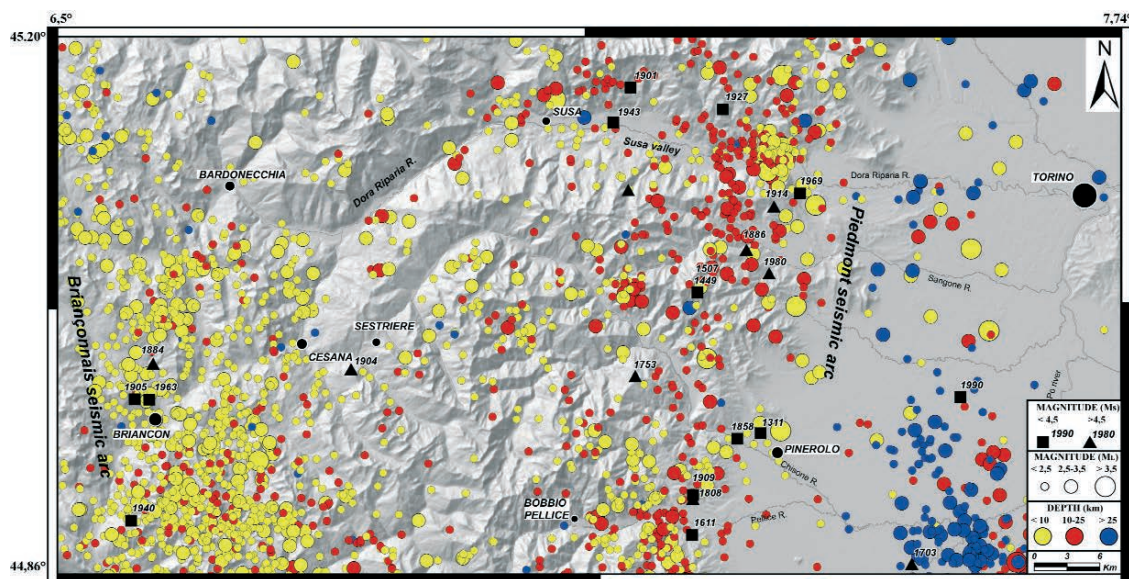 6,5°
7,74°
45,20°
44,86°
N
1901
1927
1943
SUSA
Susa valley
BARDONECCHIA
Dora Riparia R.
Dora Riparia R.
TORINO
1969
1914
1886
1980
1507
1449
Sangone R.
Piedmont seismic arc
Briançonnais seismic arc
SESTRIERE
CESANA
1904
1884
1905
1963
BRIANCON
1753
1990
Po river
1858
1311
PINEROLO
Chisone R.
1909
1808
BOBBIO
PELLICE
Pellice R.
1611
1940
1703
MAGNITUDE (Ms)
< 4,5 >4,5
1990 1980
MAGNITUDE (ML)
< 2,5 2,5-3,5 > 3,5
DEPTH (km)
< 10 10-25 > 25
0 3 6
Km